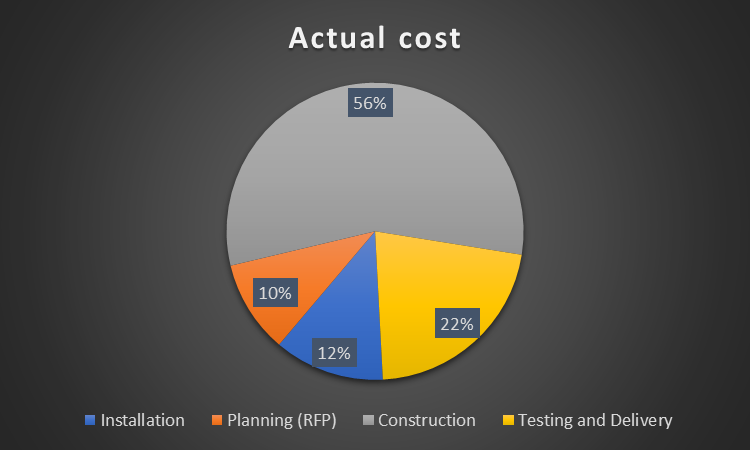 Actual cost
56%
10%
22%
12%
Installation
Planning (RFP)
Construction
Testing and Delivery